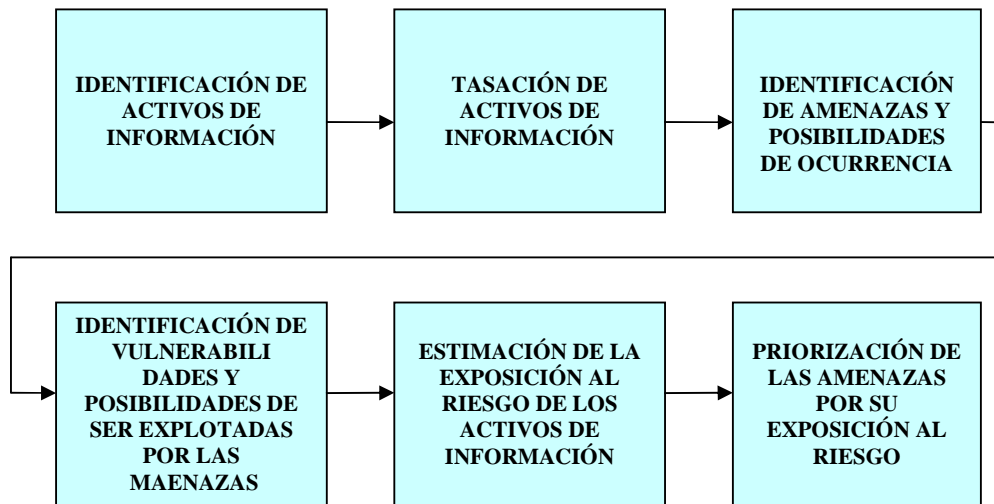 IDENTIFICACIÓN DE
ACTIVOS DE
INFORMACIÓN
TASACIÓN DE
ACTIVOS DE
INFORMACIÓN
IDENTIFICACIÓN
DE AMENAZAS Y
POSIBILIDADES
DE OCURRENCIA
IDENTIFICACIÓN DE
VULNERABILI
DADES Y
POSIBILIDADES DE
SER EXPLOTADAS
POR LAS
MAENAZAS
ESTIMACIÓN DE LA
EXPOSICIÓN AL
RIESGO DE LOS
ACTIVOS DE
INFORMACIÓN
PRIORIZACIÓN DE
LAS AMENAZAS
POR SU
EXPOSICIÓN AL
RIESGO